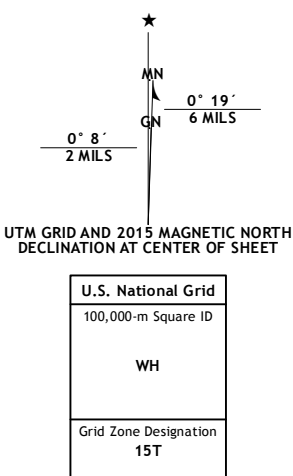 ★
MN
0° 19´
6 MILS
GN
0° 8´
2 MILS
UTM GRID AND 2015 MAGNETIC NORTH
DECLINATION AT CENTER OF SHEET
U.S. National Grid
100,000-m Square ID
WH
Grid Zone Designation
15T